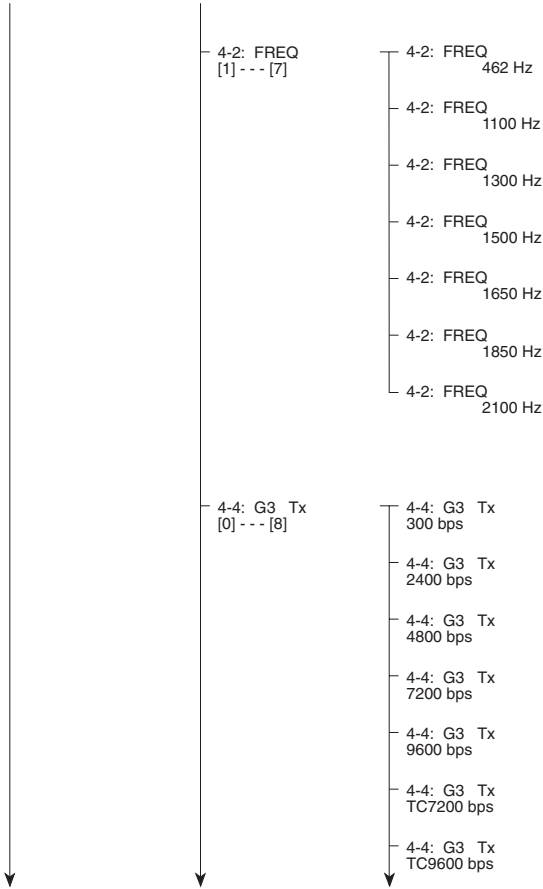 4-2: FREQ
[1] - - - [7]
4-2: FREQ
462 Hz
4-2: FREQ
1100 Hz
4-2: FREQ
1300 Hz
4-2: FREQ
1500 Hz
4-2: FREQ
1650 Hz
4-2: FREQ
1850 Hz
4-2: FREQ
2100 Hz
4-4: G3 Tx
[0] - - - [8]
4-4: G3 Tx
300 bps
4-4: G3 Tx
2400 bps
4-4: G3 Tx
4800 bps
4-4: G3 Tx
7200 bps
4-4: G3 Tx
9600 bps
4-4: G3 Tx
TC7200 bps
4-4: G3 Tx
TC9600 bps